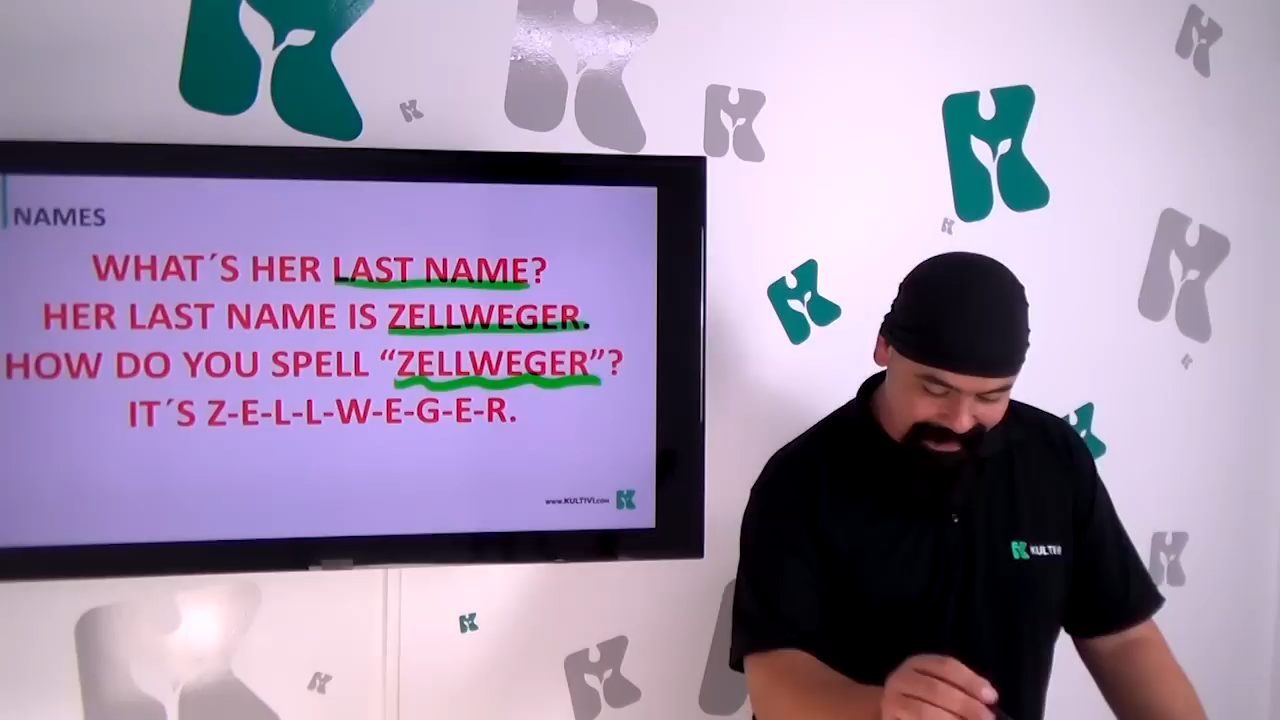 NAMES
WHAT´S HER LAST NAME?
HER LAST NAME IS ZELLWEGER.
HOW DO YOU SPELL “ZELLWEGER”?
IT´S Z-E-L-L-W-E-G-E-R.
www.KULTIVI.COM
KULTIVI